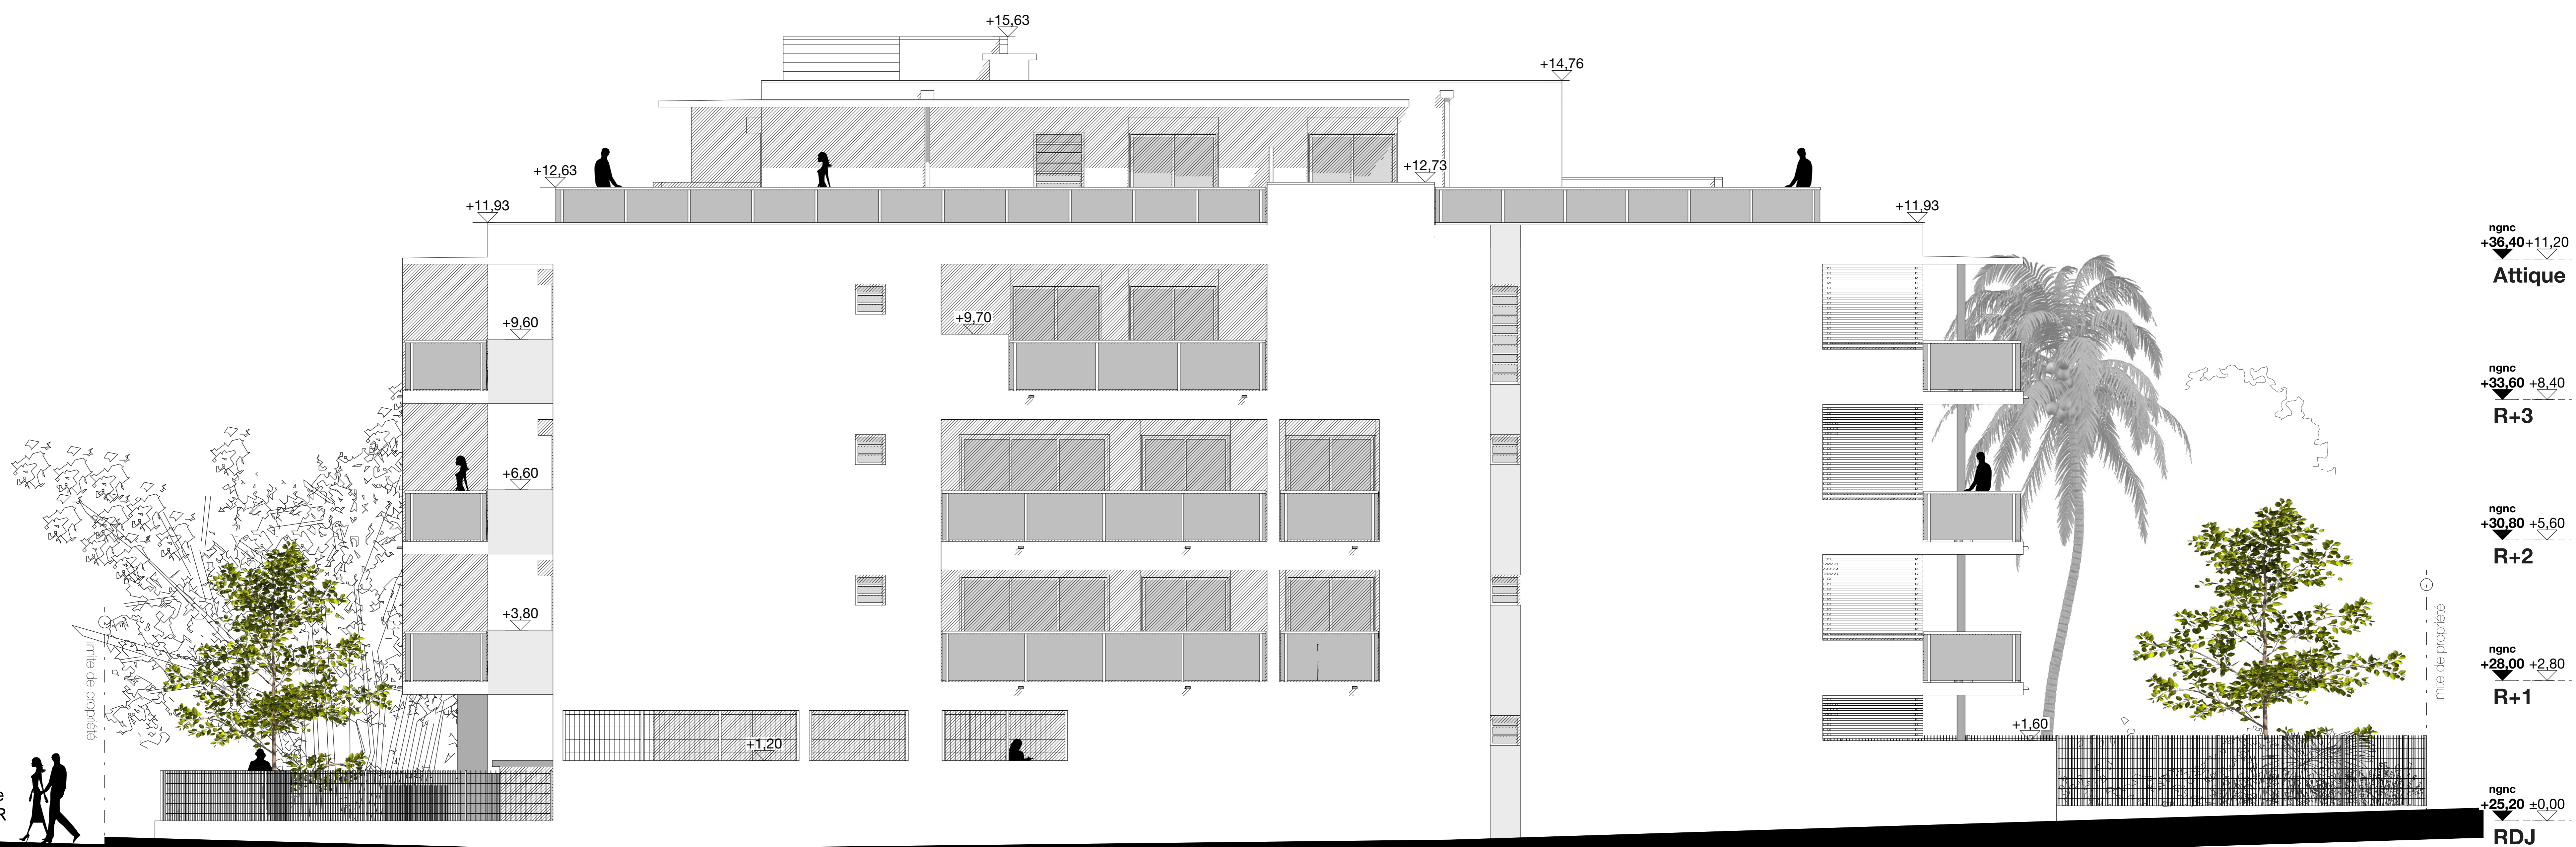 +15,63
+14,76
+12,63
+12,73
+11,93
+11,93
ngnc
+36,40 +11,20
Attique
+9,60
+9,70
ngnc
+33,60 +8,40
R+3
+6,60
ngnc
+30,80 +5,60
R+2
+3,80
limite de propriété
limite de propriété
ngnc
+28,00 +2,80
R+1
+1,20
+1,60
e
R
ngnc
+25,20 ±0,00
RDJ